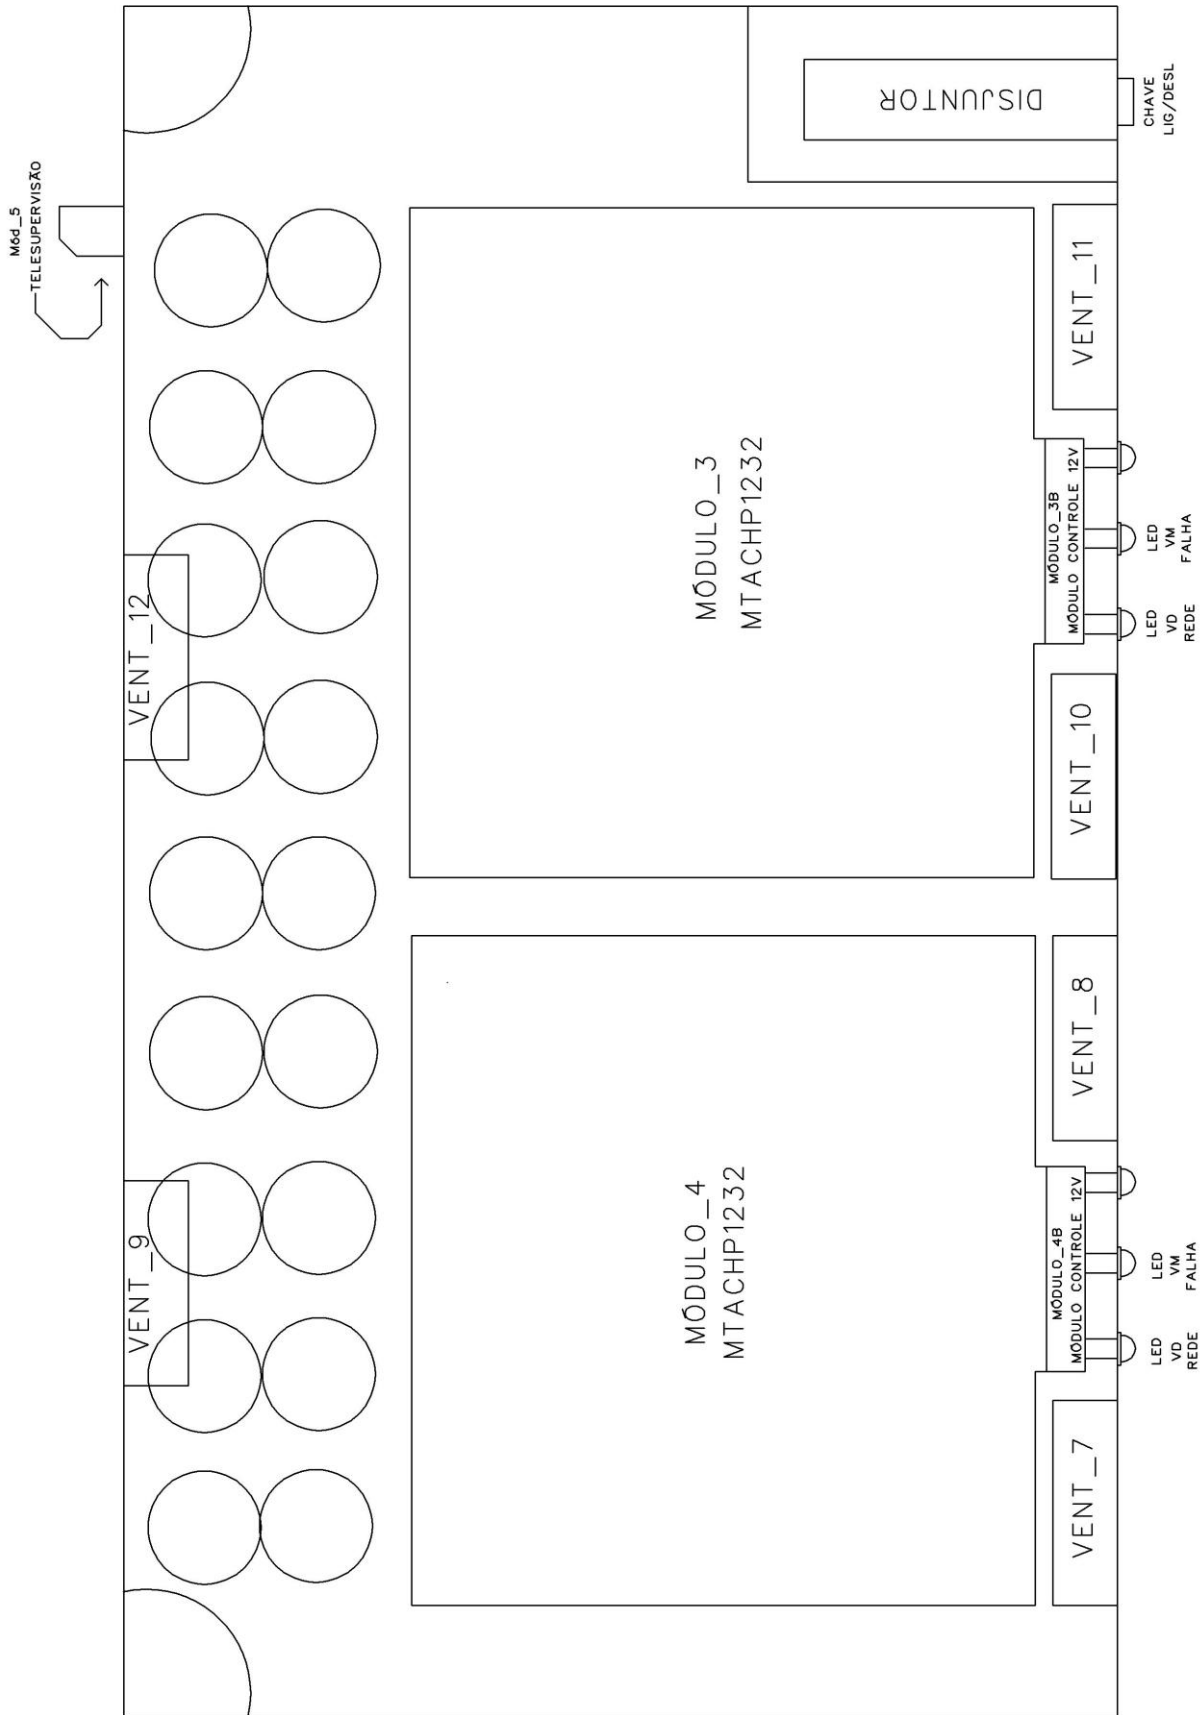 Mód_5
TELESUPERVISÃO
DISJUNTOR
CHAVE
LIG/DESL
VENT_11
VENT_12
MÓDULO_3
MTACHP1232
MÓDULO_3B
MÓDULO CONTROLE 12V
LED
VM
FALHA
LED
VD
REDE
VENT_10
VENT_8
VENT_9
MÓDULO_4
MTACHP1232
MÓDULO_4B
MÓDULO CONTROLE 12V
LED
VM
FALHA
LED
VD
REDE
VENT_7